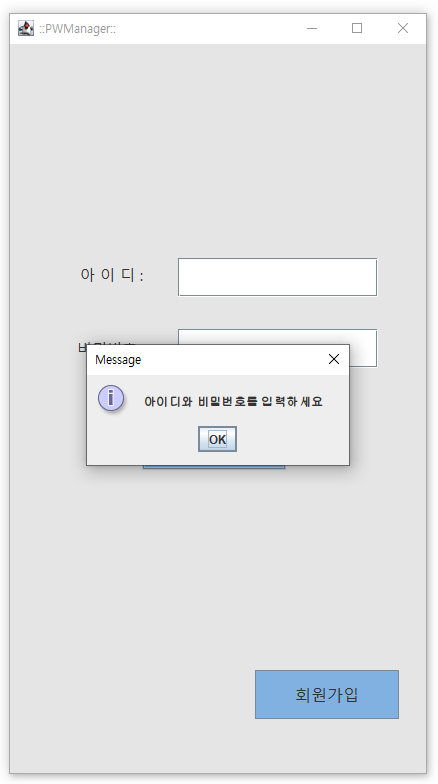 ::PWManager::
아 이 디 :
Message
아이디와 비밀번호를 입력하세요
OK
회원가입